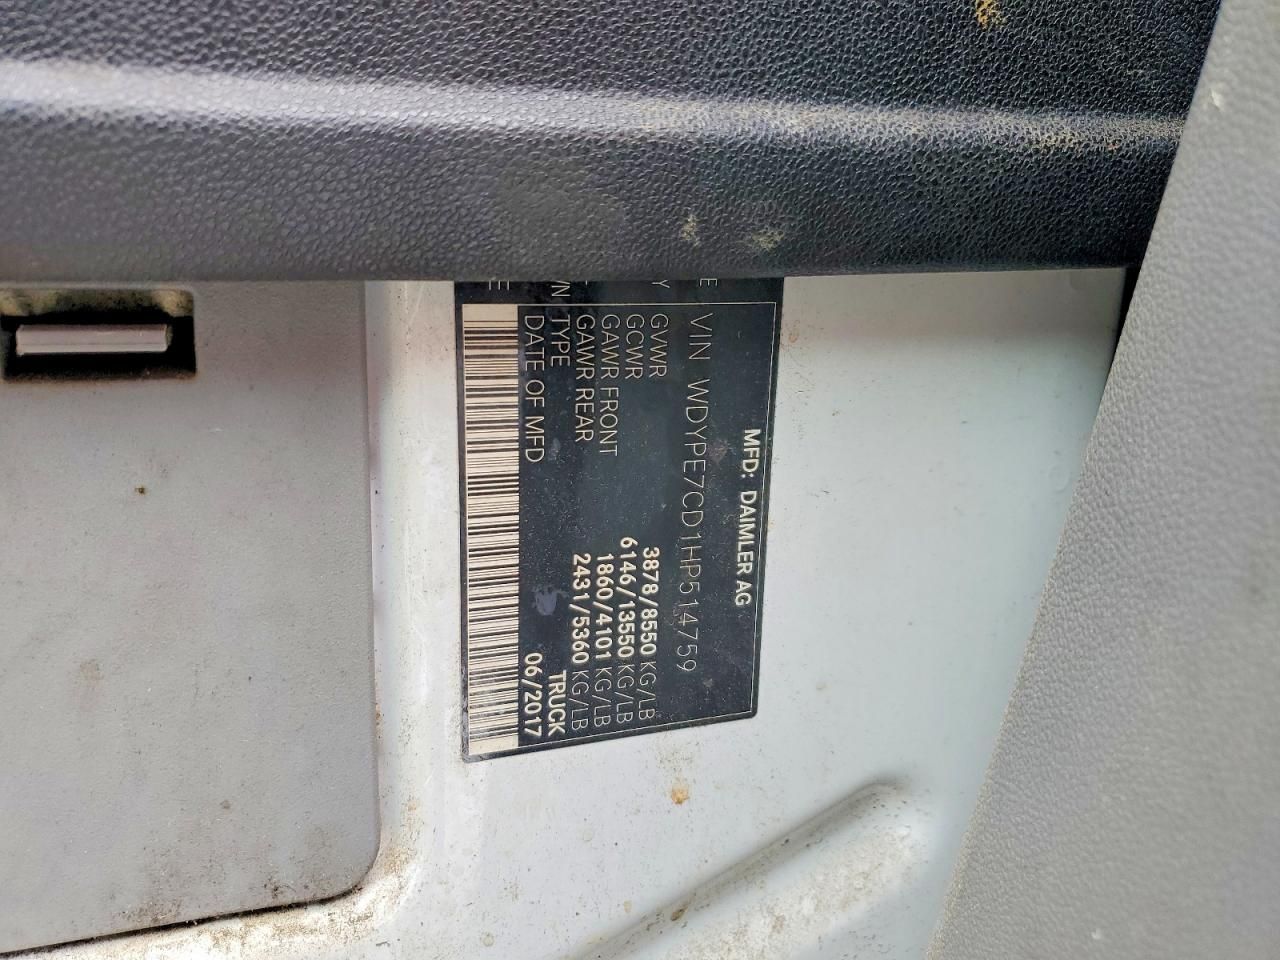 MFD: DAIMLER AG
VIN WDYPE7CD1HP514759
GVWR 3878/8550 KG/LB
GCWR 6146/13550 KG/LB
GAWR FRONT 1860/4101 KG/LB
GAWR REAR 2431/5360 KG/LB
TYPE TRUCK
DATE OF MFD 06/2017